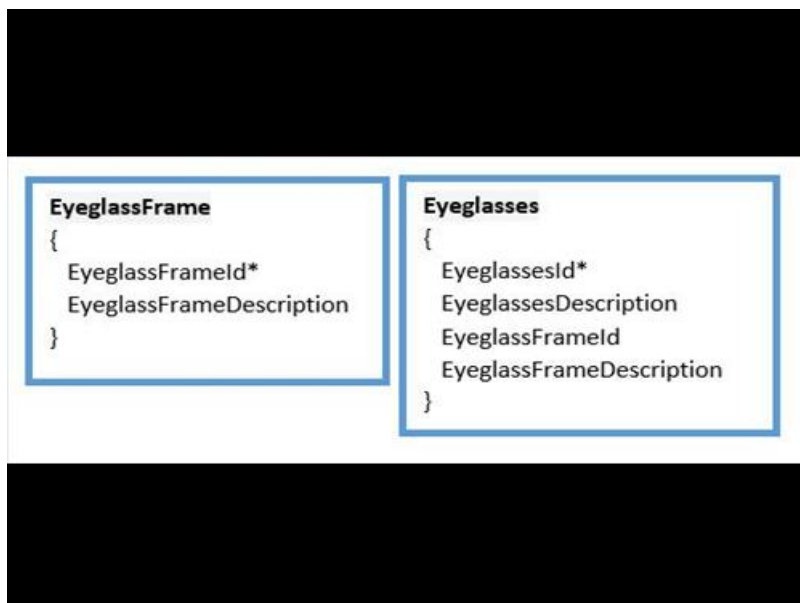 EyeglassFrame
{
EyeglassFrameId*
EyeglassFrameDescription
}
Eyeglasses
{
EyeglassesId*
EyeglassesDescription
EyeglassFrameId
EyeglassFrameDescription
}